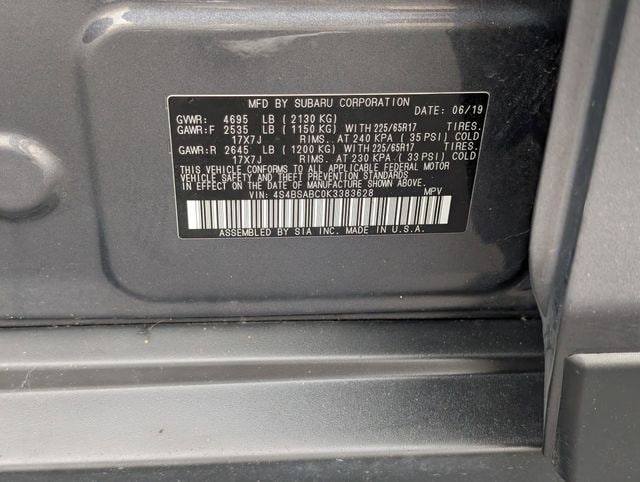 MFD BY SUBARU CORPORATION
DATE: 06/19
GVWR: 4695 LB ( 2130 KG)
GAWR:F 2535 LB ( 1150 KG) WITH 225/65R17 TIRES.
17X7J RIMS. AT 240 KPA ( 35 PSI) COLD
GAWR:R 2645 LB ( 1200 KG) WITH 225/65R17 TIRES.
17X7J RIMS. AT 230 KPA ( 33 PSI) COLD
THIS VEHICLE CONFORMS TO ALL APPLICABLE FEDERAL MOTOR
VEHICLE SAFETY AND THEFT PREVENTION STANDARDS IN
EFFECT ON THE DATE OF MANUFACTURE SHOWN ABOVE.
VIN: 4S4BSABC0K3383628 MPV
ASSEMBLED BY SIA INC. MADE IN U.S.A.